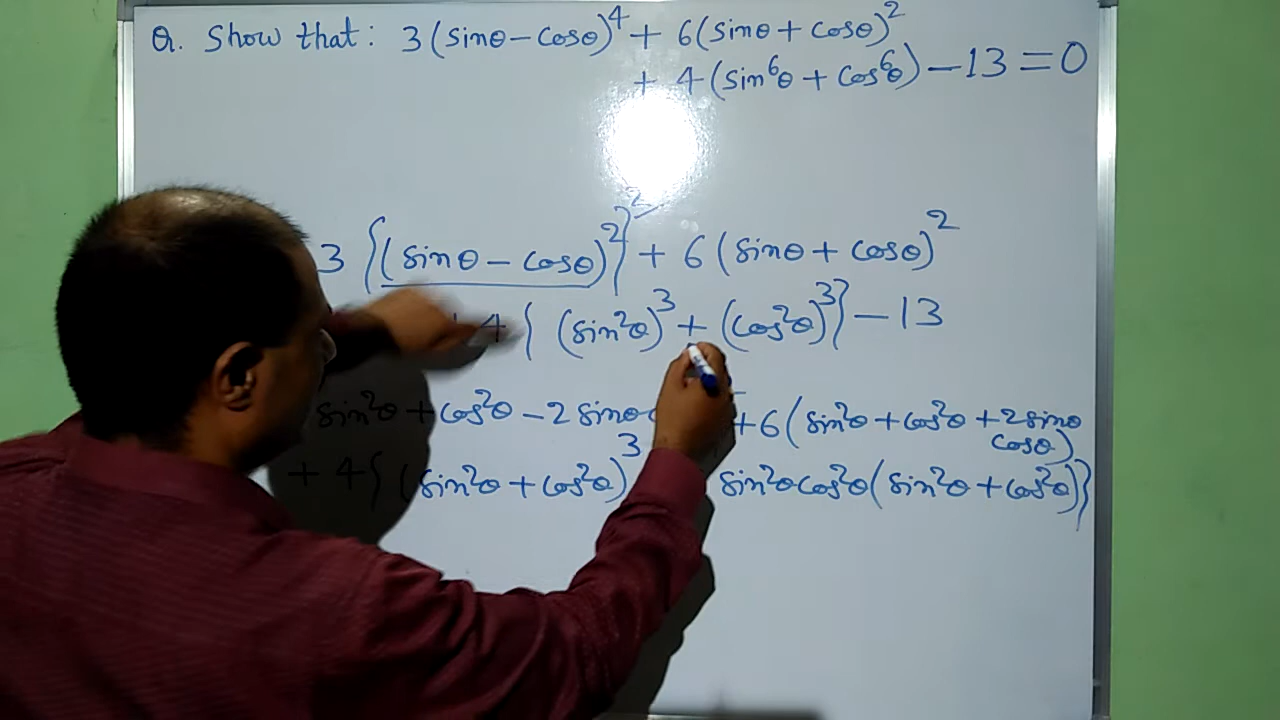 Q. Show that: 3(sinθ-cosθ)⁴ + 6(sinθ + cosθ)²
+ 4(sin⁶θ + cos⁶θ) - 13 = 0
3{(sinθ - cosθ)²}² + 6(sinθ + cosθ)²
4{(sin²θ)³ + (cos²θ)³} - 13
sin²θ + cos²θ - 2sinθ +6(sin²θ + cos²θ + 2sinθ
cosθ)
+ 4{(sin²θ + cos²θ)³ sin²θcos²θ(sin²θ + cos²θ)}